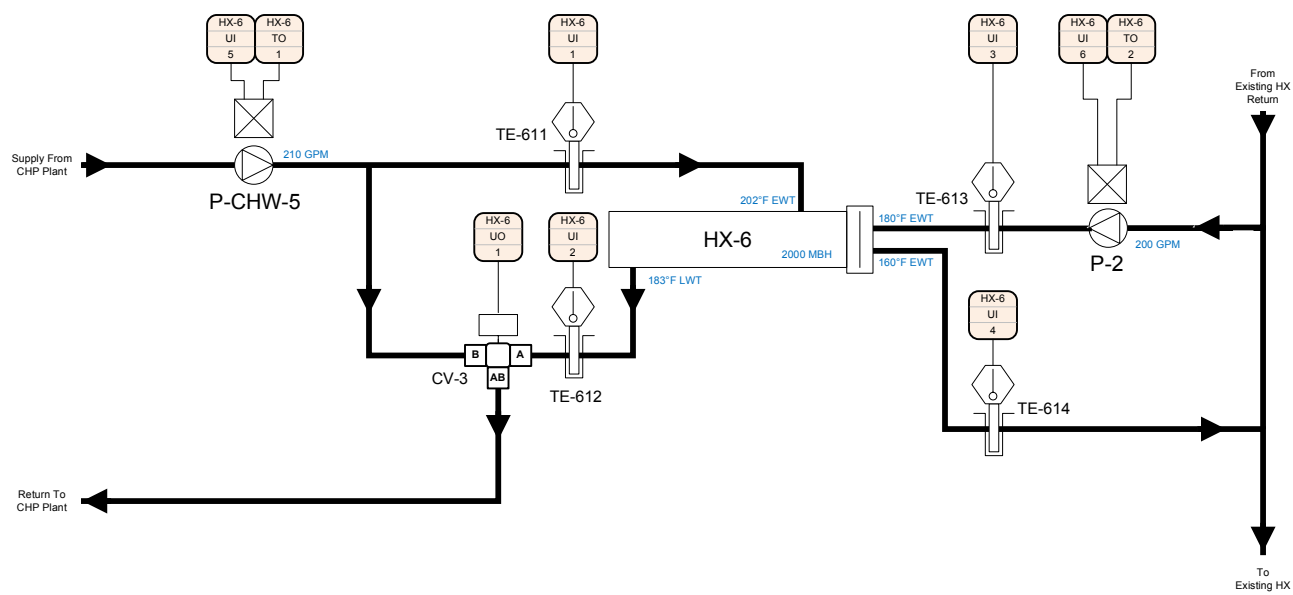 HX-6
UI
5
HX-6
TO
1
HX-6
UI
1
HX-6
UI
3
HX-6
UI
6
HX-6
TO
2
From
Existing HX
Return
TE-611
Supply From
CHP Plant
210 GPM
P-CHW-5
202°F EWT
TE-613
180°F EWT
HX-6
UO
1
HX-6
UI
2
HX-6
2000 MBH
160°F EWT
200 GPM
P-2
183°F LWT
HX-6
UI
4
B
A
AB
CV-3
TE-612
TE-614
Return To
CHP Plant
To
Existing HX